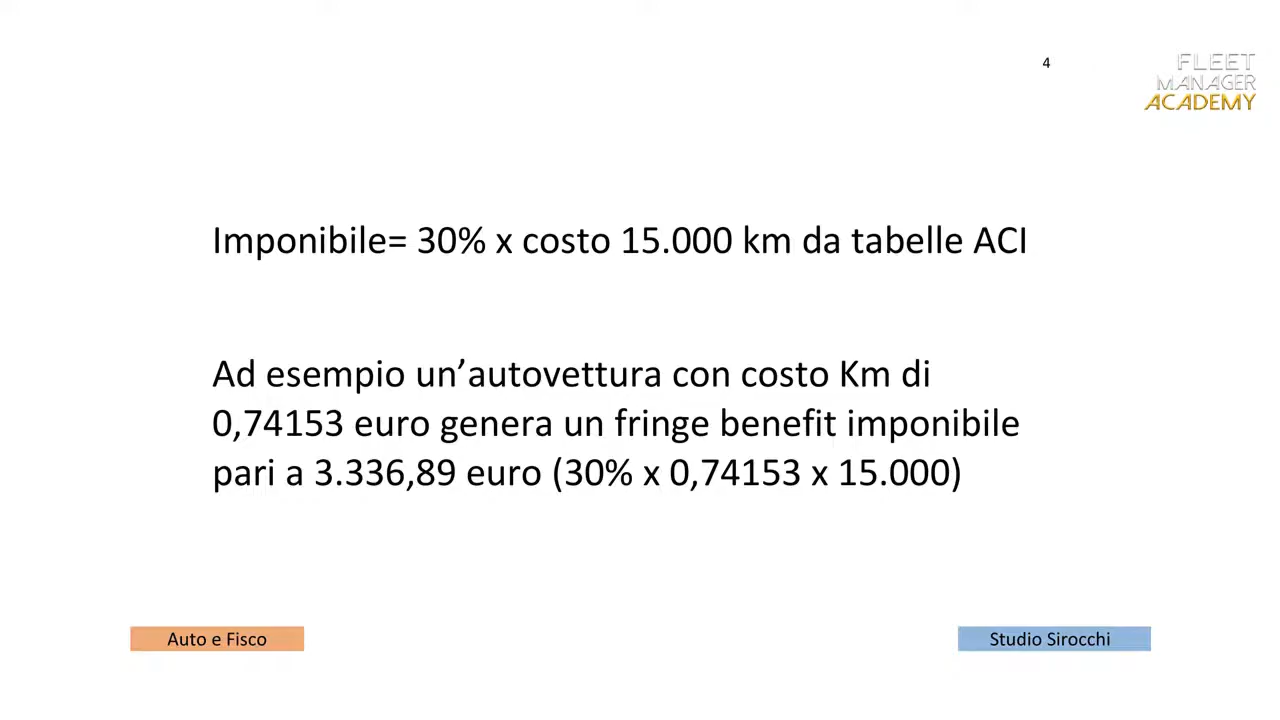 4
FLEET
MANAGER
ACADEMY
Imponibile= 30% x costo 15.000 km da tabelle ACI
Ad esempio un’autovettura con costo Km di
0,74153 euro genera un fringe benefit imponibile
pari a 3.336,89 euro (30% x 0,74153 x 15.000)
Auto e Fisco
Studio Sirocchi